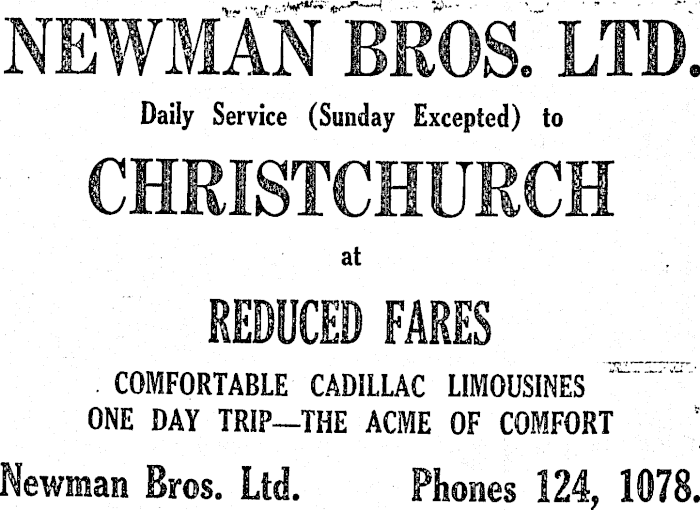 NEWMAN BROS. LTD.
Daily Service (Sunday Excepted) to
CHRISTCHURCH
at
REDUCED FARES
COMFORTABLE CADILLAC LIMOUSINES
ONE DAY TRIP—THE ACME OF COMFORT
Newman Bros. Ltd. Phones 124, 1078.